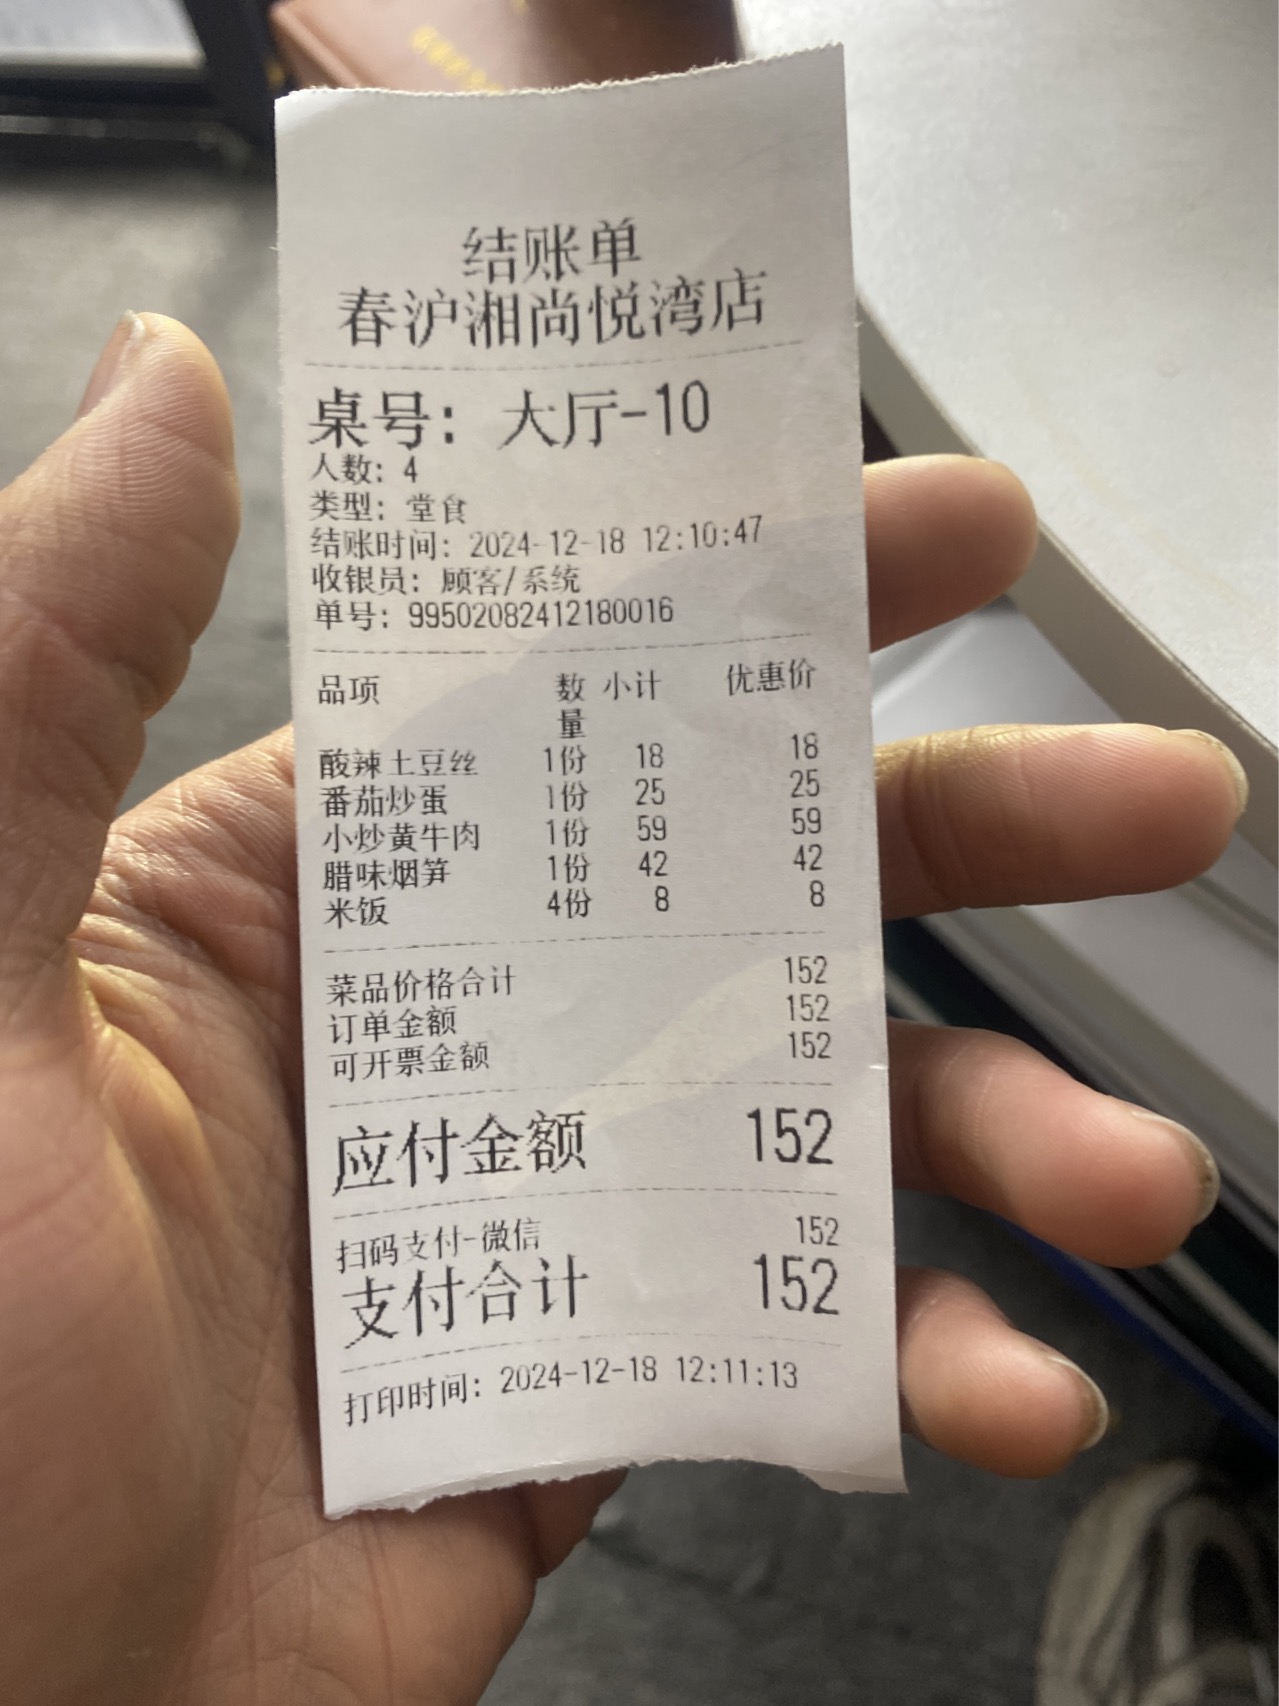 结账单
春沪湘尚悦湾店
桌号: 大厅-10
人数: 4
类型: 堂食
结账时间: 2024-12-18 12:10:47
收银员: 顾客/系统
单号: 99502082412180016
品项 数量 小计 优惠价
酸辣土豆丝 1份 18 18
番茄炒蛋 1份 25 25
小炒黄牛肉 1份 59 59
腊味烟笋 1份 42 42
米饭 4份 8 8
菜品价格合计 152
订单金额 152
可开票金额 152
应付金额 152
扫码支付-微信 152
支付合计 152
打印时间: 2024-12-18 12:11:13